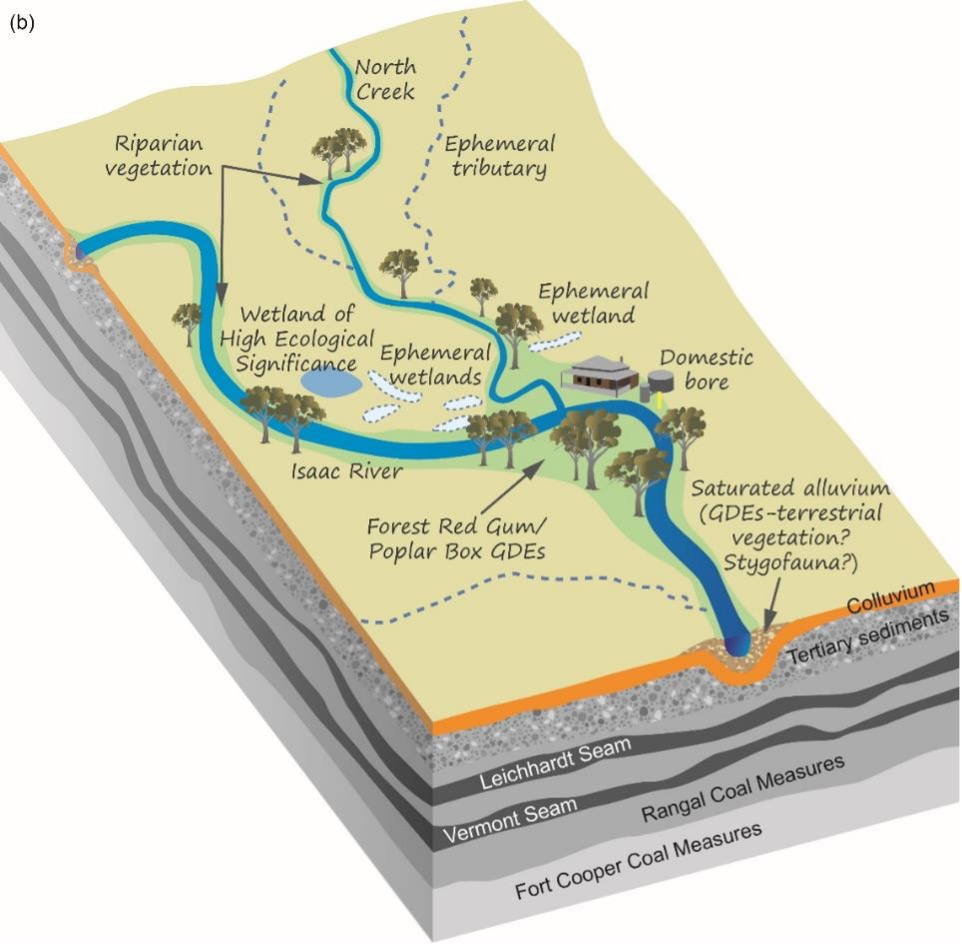 (b)
North
Creek
Riparian
vegetation
Ephemeral
tributary
Wetland of
High Ecological
Significance
Ephemeral
wetlands
Ephemeral
wetland
Domestic
bore
Isaac River
Forest Red Gum/
Poplar Box GDEs
Saturated alluvium
(GDEs-terrestrial
vegetation?
Stygofauna?)
Colluvium
Tertiary sediments
Leichhardt Seam
Vermont Seam
Rangal Coal Measures
Fort Cooper Coal Measures